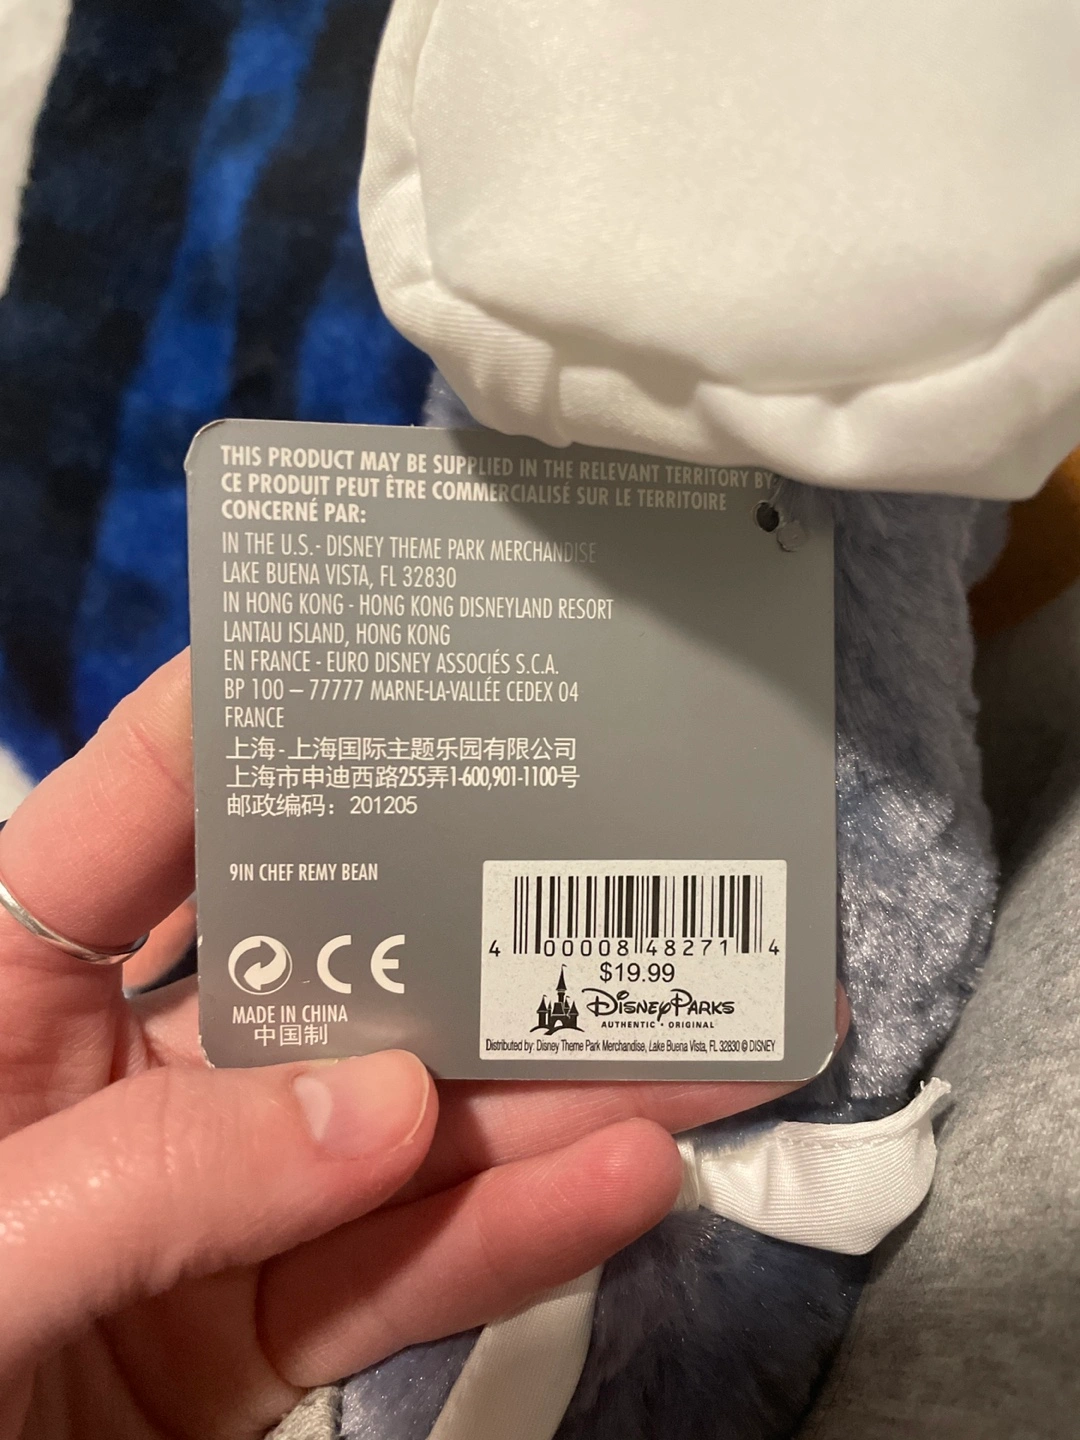 THIS PRODUCT MAY BE SUPPLIED IN THE RELEVANT TERRITORY BY
CE PRODUIT PEUT ÊTRE COMMERCIALISÉ SUR LE TERRITOIRE
CONCERNÉ PAR:
IN THE U.S.- DISNEY THEME PARK MERCHANDISE
LAKE BUENA VISTA, FL 32830
IN HONG KONG - HONG KONG DISNEYLAND RESORT
LANTAU ISLAND, HONG KONG
EN FRANCE - EURO DISNEY ASSOCIÉS S.C.A.
BP 100 – 77777 MARNE-LA-VALLÉE CEDEX 04
FRANCE
上海-上海国际主题乐园有限公司
上海市申迪西路255弄1-600,901-1100号
邮政编码：201205
9IN CHEF REMY BEAN
CE
MADE IN CHINA
中国制
4 00008 48271 4
$19.99
Disney Parks
AUTHENTIC • ORIGINAL
Distributed by: Disney Theme Park Merchandise, Lake Buena Vista, FL 32830 © DISNEY